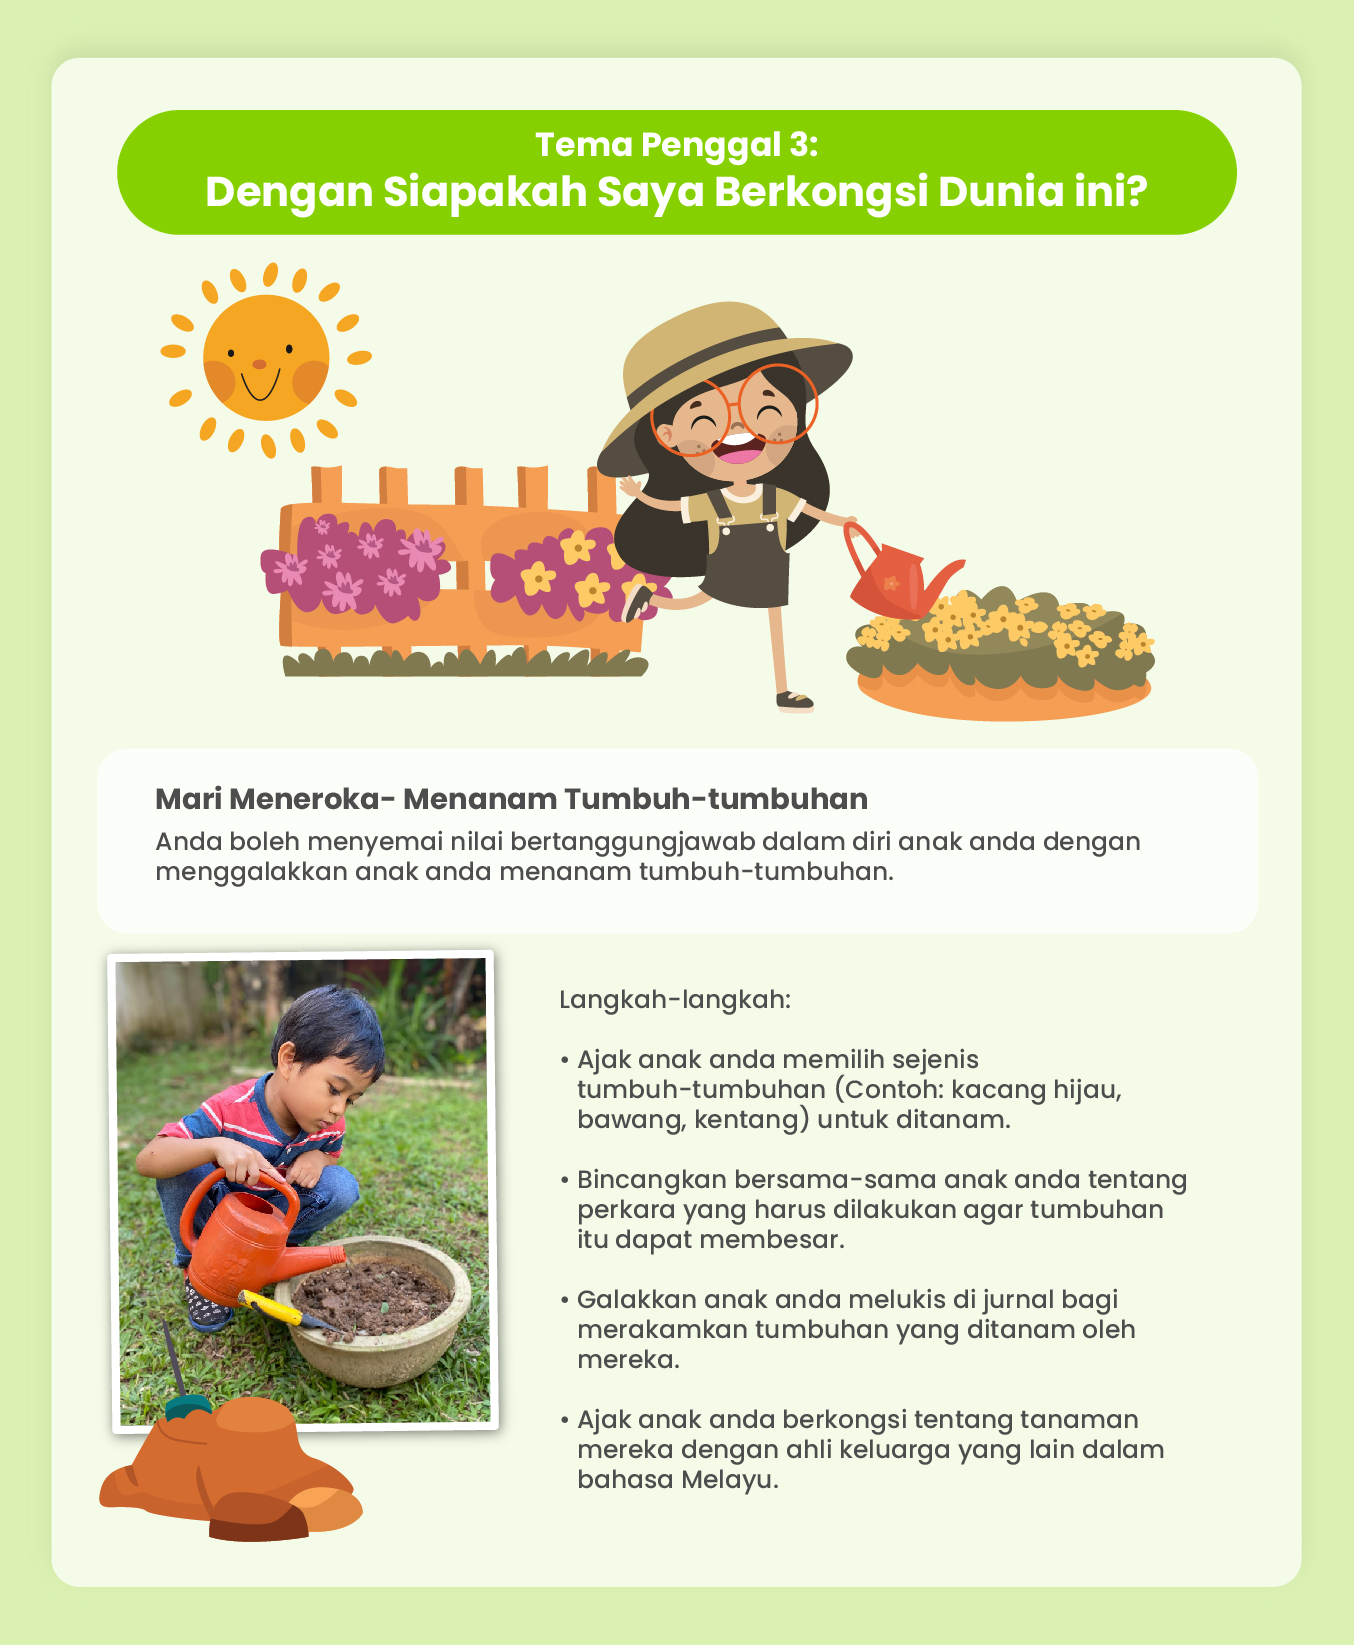 Tema Penggal 3:
Dengan Siapakah Saya Berkongsi Dunia ini?
Mari Meneroka- Menanam Tumbuh-tumbuhan
Anda boleh menyemai nilai bertanggungjawab dalam diri anak anda dengan
menggalakkan anak anda menanam tumbuh-tumbuhan.
Langkah-langkah:
• Ajak anak anda memilih sejenis
tumbuh-tumbuhan (Contoh: kacang hijau,
bawang, kentang) untuk ditanam.
• Bincangkan bersama-sama anak anda tentang
perkara yang harus dilakukan agar tumbuhan
itu dapat membesar.
• Galakkan anak anda melukis di jurnal bagi
merakamkan tumbuhan yang ditanam oleh
mereka.
• Ajak anak anda berkongsi tentang tanaman
mereka dengan ahli keluarga yang lain dalam
bahasa Melayu.